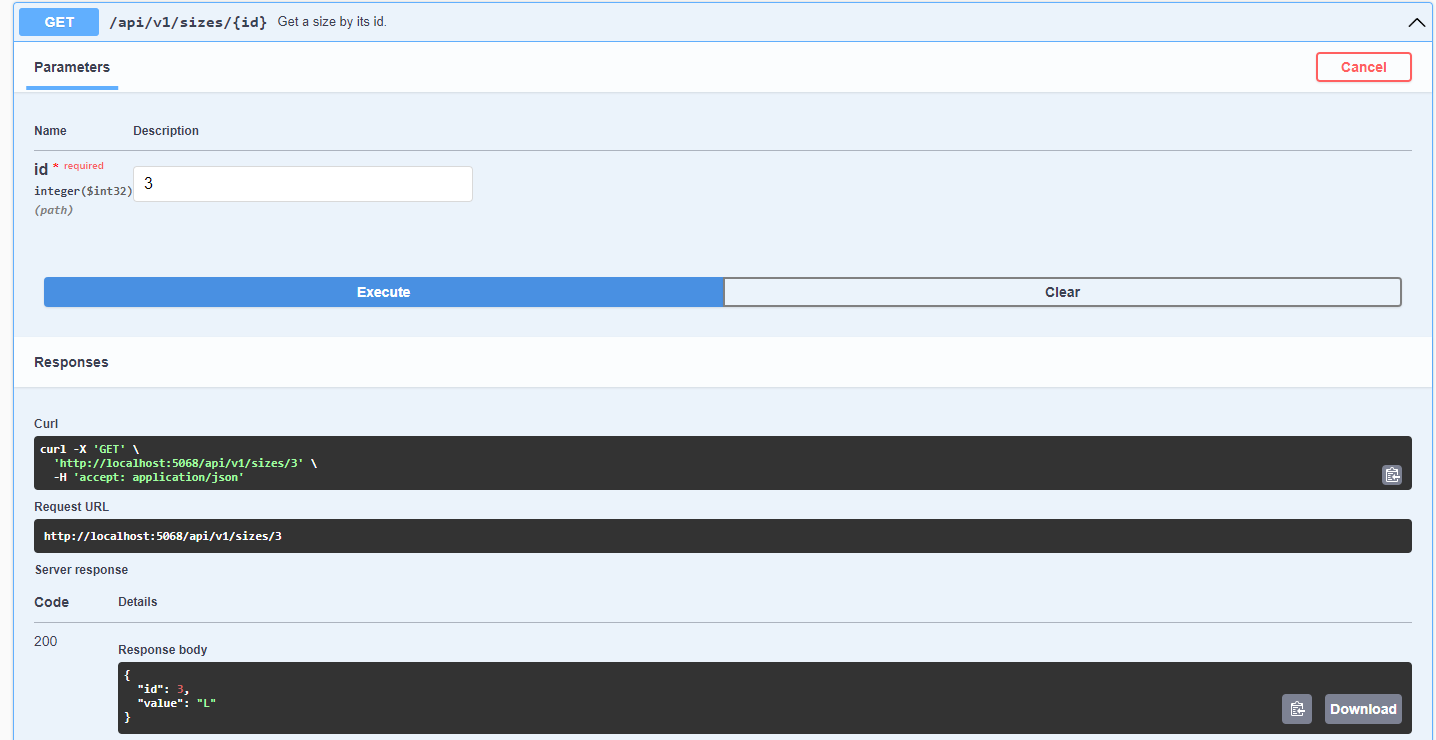 GET /api/v1/sizes/{id} Get a size by its id.
Parameters Cancel
Name Description
id * required
integer($int32)
(path)
3
Execute Clear
Responses
Curl
curl -X 'GET' \
  'http://localhost:5068/api/v1/sizes/3' \
  -H 'accept: application/json'
Request URL
http://localhost:5068/api/v1/sizes/3
Server response
Code Details
200
Response body
{
  "id": 3,
  "value": "L"
}
Download